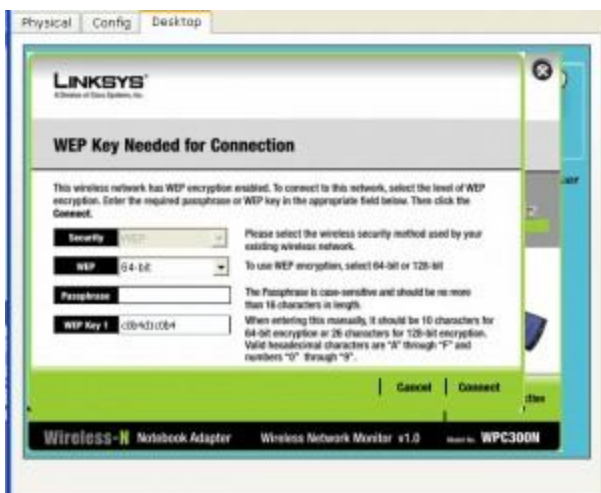 Physical Config Desktop
LINKSYS®
A Division of Cisco Systems, Inc.
WEP Key Needed for Connection
This wireless network has WEP encryption enabled. To connect to this network, select the level of WEP
encryption. Enter the required passphrase or WEP key in the appropriate field below. Then click the
Connect.
Security WEP Please select the wireless security method used by your
existing wireless network.
WEP 64-bit To use WEP encryption, select 64-bit or 128-bit
Passphrase The Passphrase is case-sensitive and should be no more
than 16 characters in length.
WEP Key 1 When entering this manually, it should be 10 characters for
64-bit encryption or 26 characters for 128-bit encryption.
Valid hexadecimal characters are "A" through "F" and
numbers "0" through "9".
Cancel Connect
Wireless-N Notebook Adapter Wireless Network Monitor v1.0 Model No. WPC300N